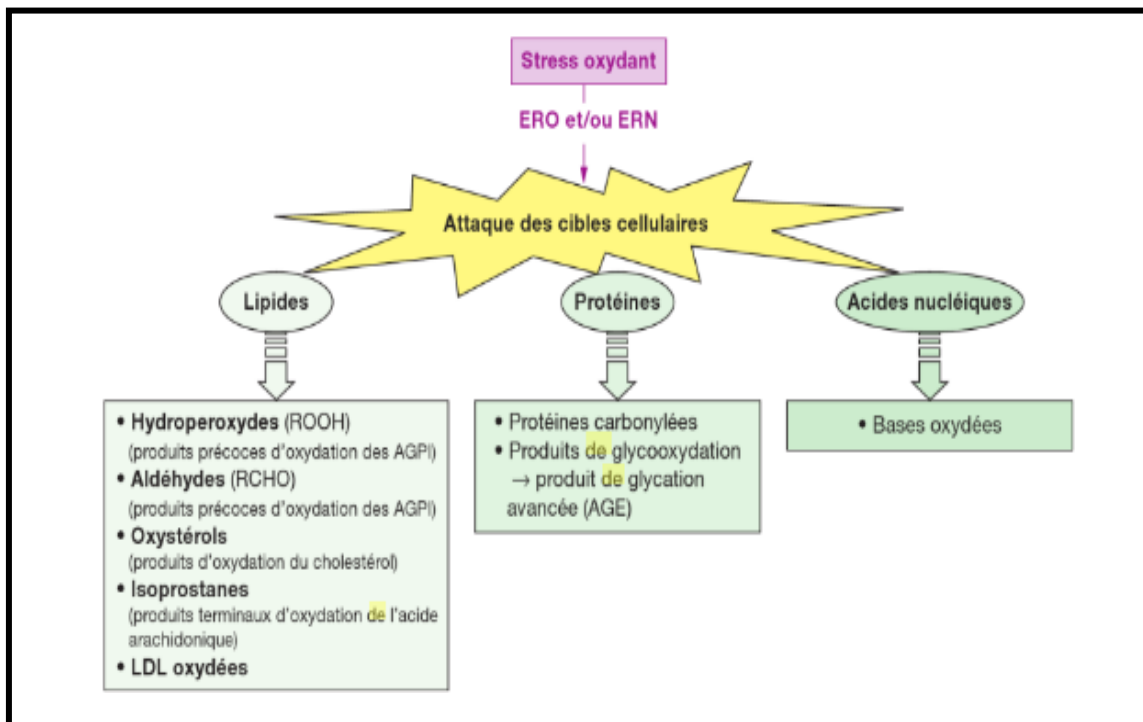 Stress oxydant
ERO et/ou ERN
Attaque des cibles cellulaires
Lipides
Protéines
Acides nucléiques
• Hydroperoxydes (ROOH)
(produits précoces d'oxydation des AGPI)
• Aldéhydes (RCHO)
(produits précoces d'oxydation des AGPI)
• Oxystérols
(produits d'oxydation du cholestérol)
• Isoprostanes
(produits terminaux d'oxydation de l'acide
arachidonique)
• LDL oxydées
• Protéines carbonylées
• Produits de glycooxydation
→ produit de glycation
avancée (AGE)
• Bases oxydées